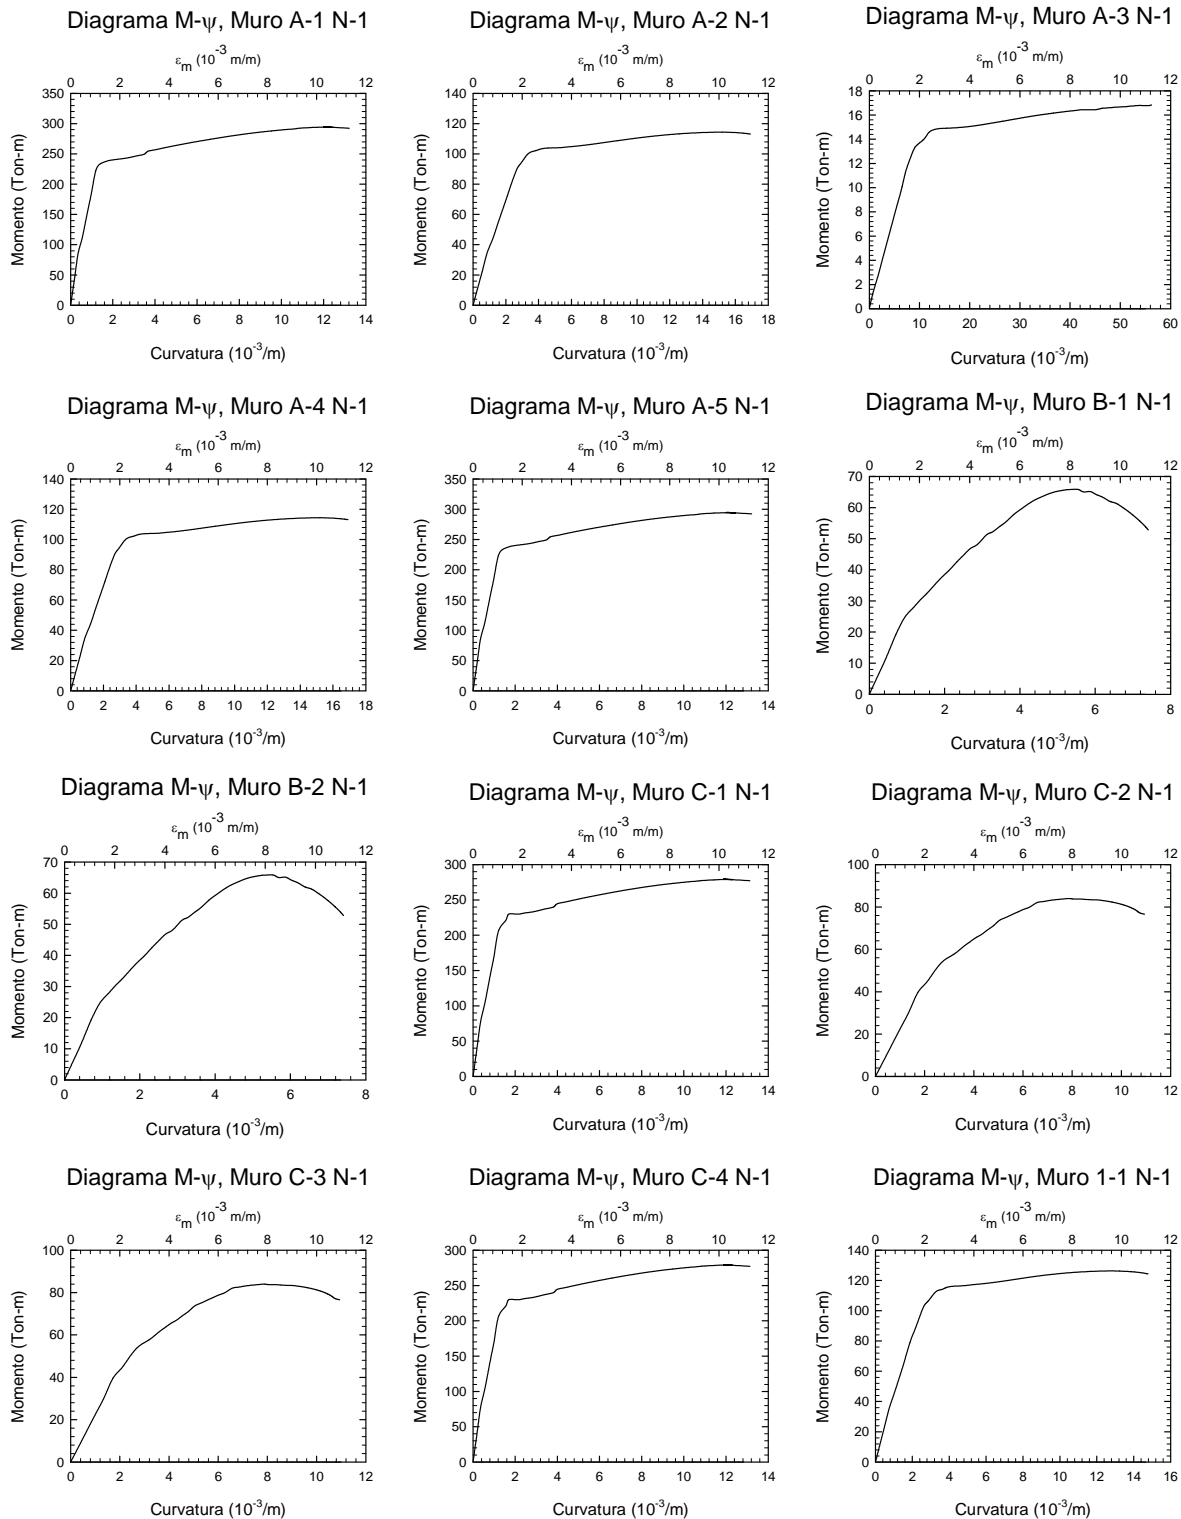 Diagrama M-ψ, Muro A-1 N-1
ε_m (10^-3 m/m)
0 2 4 6 8 10 12
350
300
250
200
150
100
50
0
Momento (Ton-m)
0 2 4 6 8 10 12 14
Curvatura (10^-3/m)
Diagrama M-ψ, Muro A-2 N-1
ε_m (10^-3 m/m)
0 2 4 6 8 10 12
140
120
100
80
60
40
20
0
Momento (Ton-m)
0 2 4 6 8 10 12 14 16 18
Curvatura (10^-3/m)
Diagrama M-ψ, Muro A-3 N-1
ε_m (10^-3 m/m)
0 2 4 6 8 10 12
18
16
14
12
10
8
6
4
2
0
Momento (Ton-m)
0 10 20 30 40 50 60
Curvatura (10^-3/m)
Diagrama M-ψ, Muro A-4 N-1
ε_m (10^-3 m/m)
0 2 4 6 8 10 12
140
120
100
80
60
40
20
0
Momento (Ton-m)
0 2 4 6 8 10 12 14 16 18
Curvatura (10^-3/m)
Diagrama M-ψ, Muro A-5 N-1
ε_m (10^-3 m/m)
0 2 4 6 8 10 12
350
300
250
200
150
100
50
0
Momento (Ton-m)
0 2 4 6 8 10 12 14
Curvatura (10^-3/m)
Diagrama M-ψ, Muro B-1 N-1
ε_m (10^-3 m/m)
0 2 4 6 8 10 12
70
60
50
40
30
20
10
0
Momento (Ton-m)
0 2 4 6 8
Curvatura (10^-3/m)
Diagrama M-ψ, Muro B-2 N-1
ε_m (10^-3 m/m)
0 2 4 6 8 10 12
70
60
50
40
30
20
10
0
Momento (Ton-m)
0 2 4 6 8
Curvatura (10^-3/m)
Diagrama M-ψ, Muro C-1 N-1
ε_m (10^-3 m/m)
0 2 4 6 8 10 12
300
250
200
150
100
50
0
Momento (Ton-m)
0 2 4 6 8 10 12 14
Curvatura (10^-3/m)
Diagrama M-ψ, Muro C-2 N-1
ε_m (10^-3 m/m)
0 2 4 6 8 10 12
100
80
60
40
20
0
Momento (Ton-m)
0 2 4 6 8 10 12
Curvatura (10^-3/m)
Diagrama M-ψ, Muro C-3 N-1
ε_m (10^-3 m/m)
0 2 4 6 8 10 12
100
80
60
40
20
0
Momento (Ton-m)
0 2 4 6 8 10 12
Curvatura (10^-3/m)
Diagrama M-ψ, Muro C-4 N-1
ε_m (10^-3 m/m)
0 2 4 6 8 10 12
300
250
200
150
100
50
0
Momento (Ton-m)
0 2 4 6 8 10 12 14
Curvatura (10^-3/m)
Diagrama M-ψ, Muro 1-1 N-1
ε_m (10^-3 m/m)
0 2 4 6 8 10 12
140
120
100
80
60
40
20
0
Momento (Ton-m)
0 2 4 6 8 10 12 14 16
Curvatura (10^-3/m)